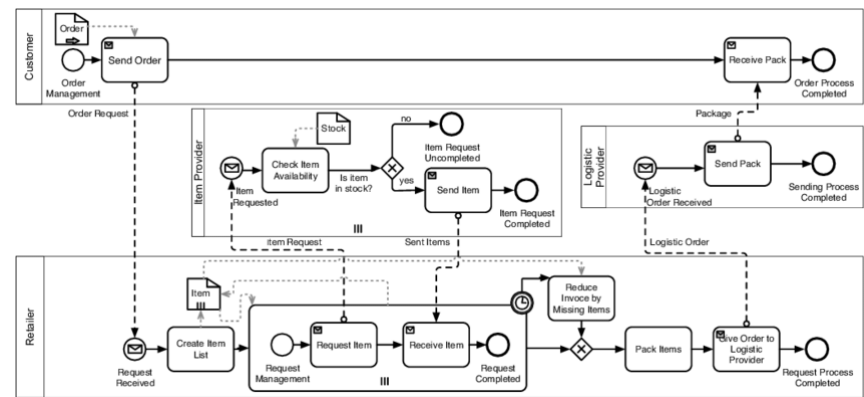 Customer
Order
Send Order
Order
Management
Receive Pack
Order Process
Completed
Order Request
Package
Item Provider
Stock
Item
Requested
Check Item
Availability
Is item
in stock?
no
yes
Item Request
Uncompleted
Send Item
Item Request
Completed
Logistic
Provider
Logistic
Order Received
Send Pack
Sending Process
Completed
Item Request
Sent Items
Logistic Order
Retailer
Item
Request
Received
Create Item
List
Request
Management
Request Item
Receive Item
Request
Completed
Reduce
Invoce by
Missing Items
Pack Items
Give Order to
Logistic
Provider
Request Process
Completed